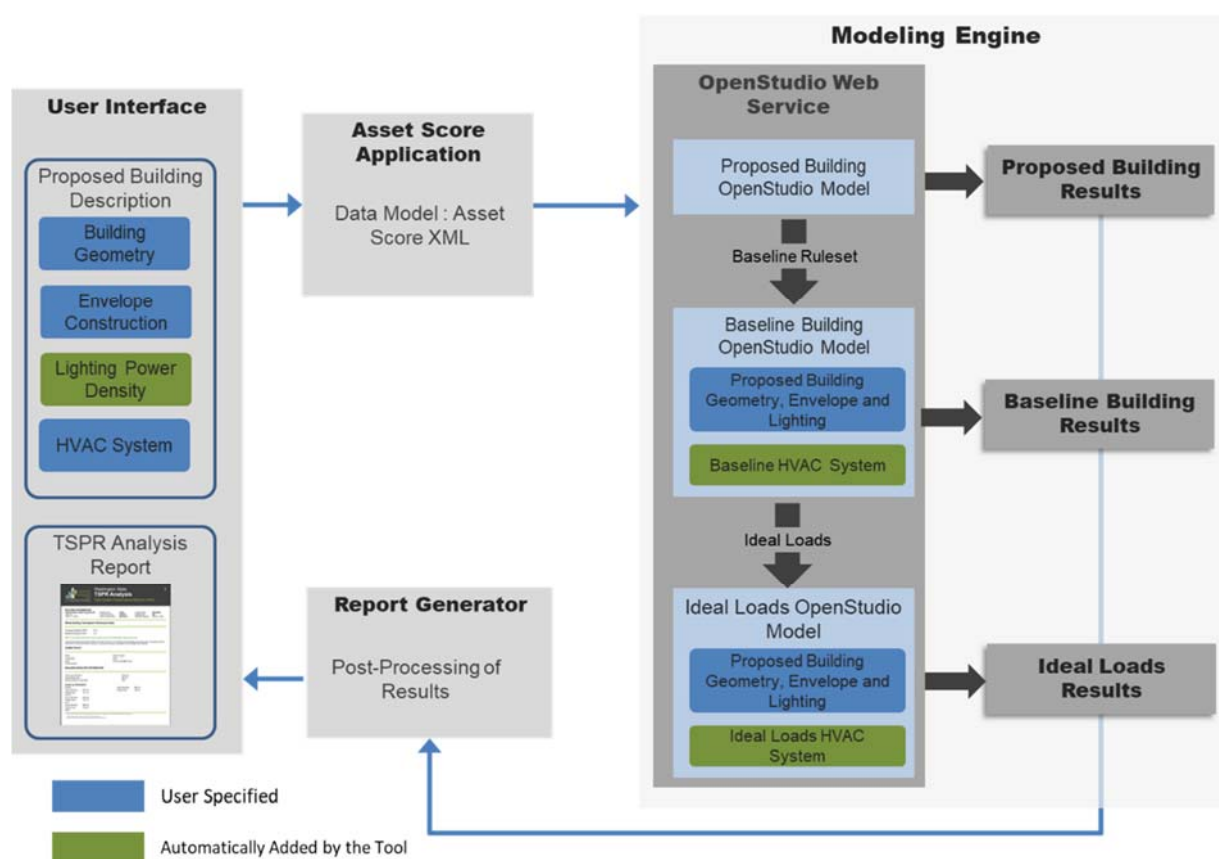 Modeling Engine
User Interface
Proposed Building
Description
Building
Geometry
Envelope
Construction
Lighting Power
Density
HVAC System
TSPR Analysis
Report
TSPR Analysis
Asset Score
Application
Data Model : Asset
Score XML
OpenStudio Web
Service
Proposed Building
OpenStudio Model
Baseline Ruleset
Baseline Building
OpenStudio Model
Proposed Building
Geometry, Envelope and
Lighting
Baseline HVAC System
Ideal Loads
Ideal Loads OpenStudio
Model
Proposed Building
Geometry, Envelope and
Lighting
Ideal Loads HVAC
System
Proposed Building
Results
Baseline Building
Results
Ideal Loads
Results
Report Generator
Post-Processing of
Results
User Specified
Automatically Added by the Tool